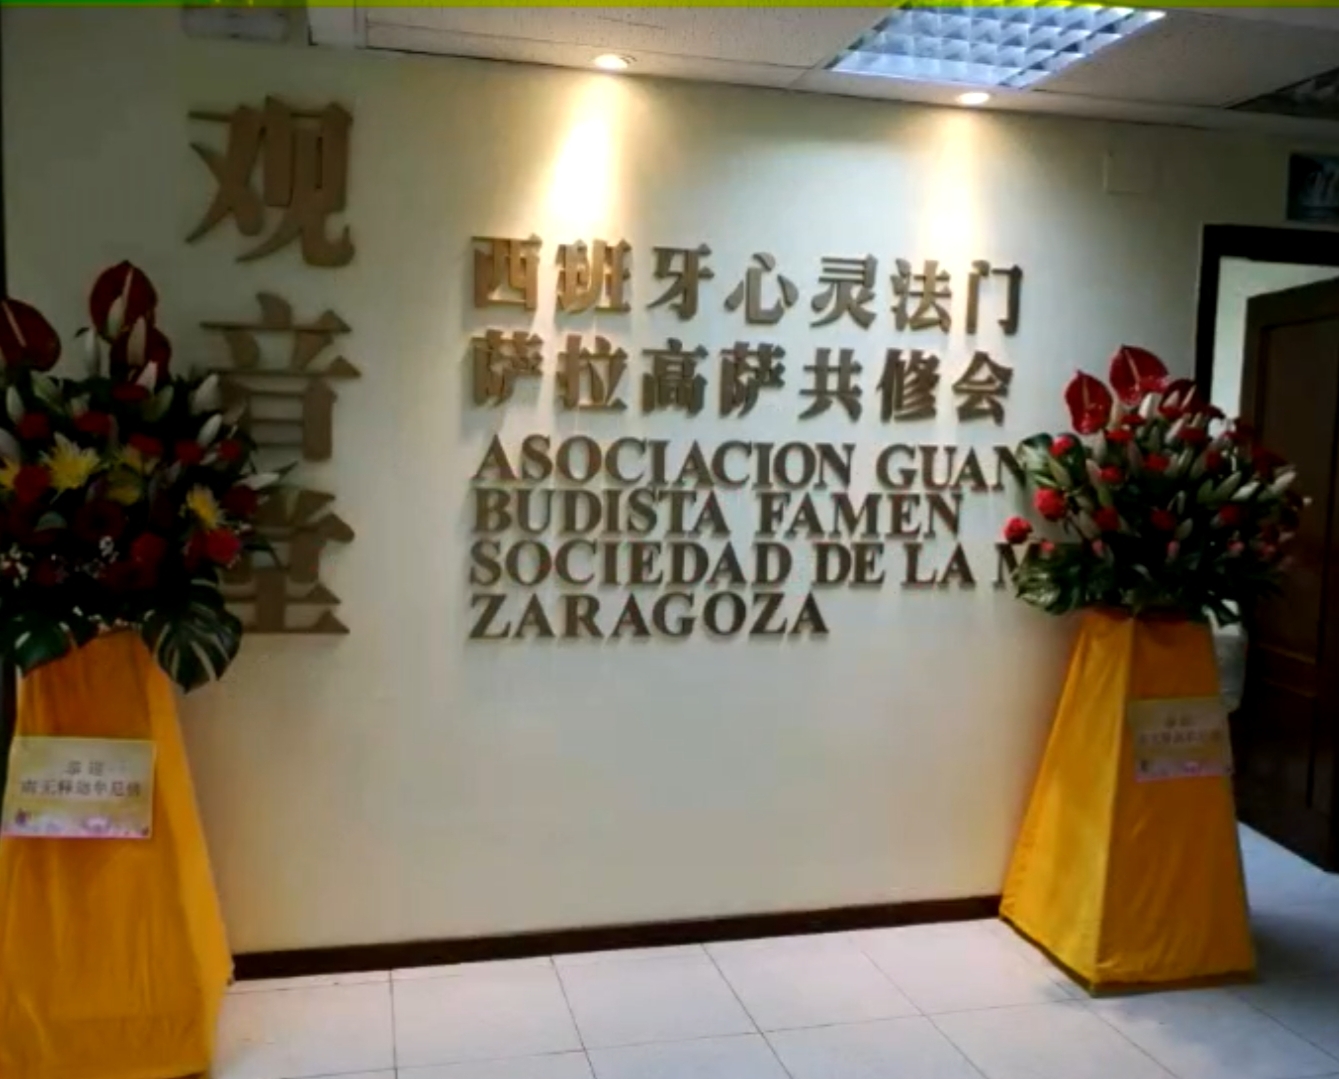 观音堂
西班牙心灵法门
萨拉高萨共修会
ASOCIACION GUAN
BUDISTA FAMEN
SOCIEDAD DE LA M
ZARAGOZA